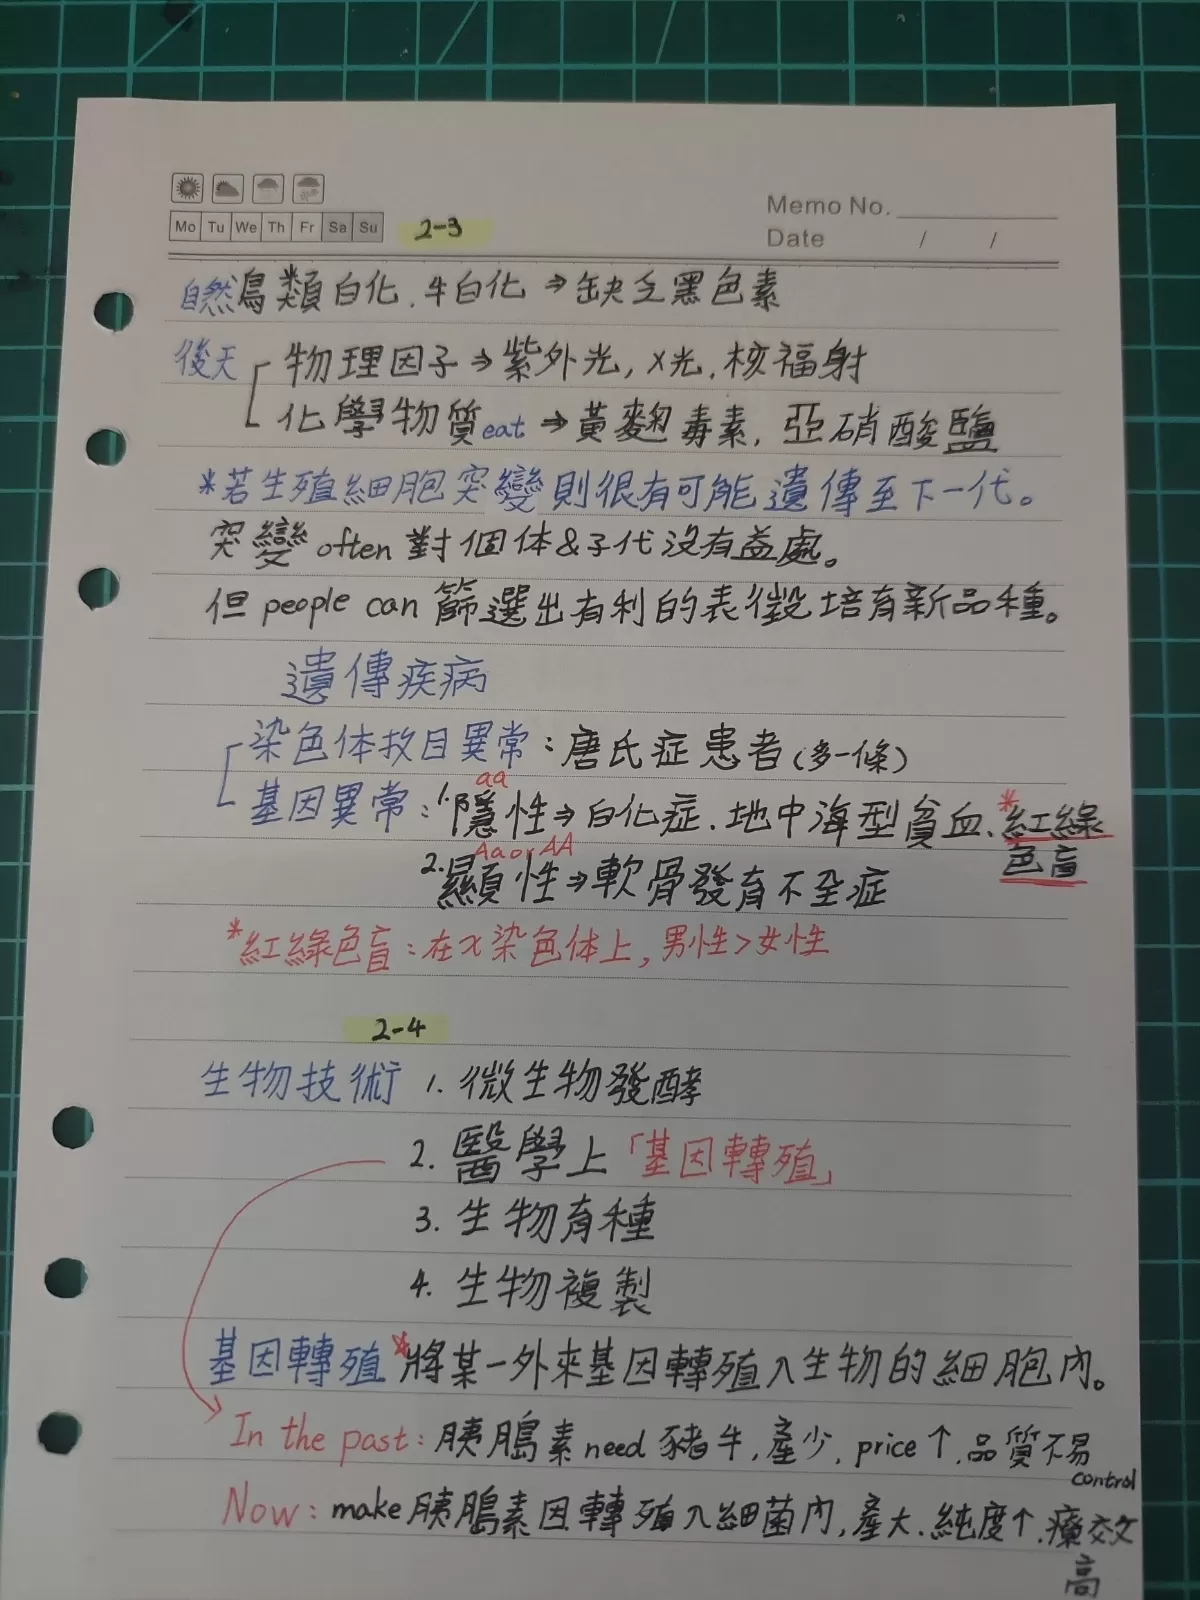 Mo Tu We Th Fr Sa Su
2-3
Memo No.
Date / /
自然鳥類白化、牛白化⇒缺乏黑色素
後天 物理因子⇒紫外光, X光、核福射
化學物質eat⇒黃麴毒素, 亞硝酸鹽
*若生殖細胞突變則很有可能遺傳至下一代。
突變 often 對個体&子代沒有益處。
但 people can 篩選出有利的表徵培育新品種。
遺傳疾病
染色体数目異常：唐氏症患者(多一條)
aa
基因異常：1.隱性⇒白化症、地中海型貧血、*紅綠
色盲
Aa or AA
2.顯性⇒軟骨發育不全症
*紅綠色盲：在x染色体上, 男性>女性
2-4
生物技術 1. 微生物發酵
2. 醫學上「基因轉殖」
3. 生物育種
4. 生物複製
基因轉殖*將某一外來基因轉殖入生物的細胞內。
In the past：胰島素need 豬牛, 產少, price↑、品質不易
control
Now：make胰島素因轉殖入細菌內, 產大、純度↑、療效
高